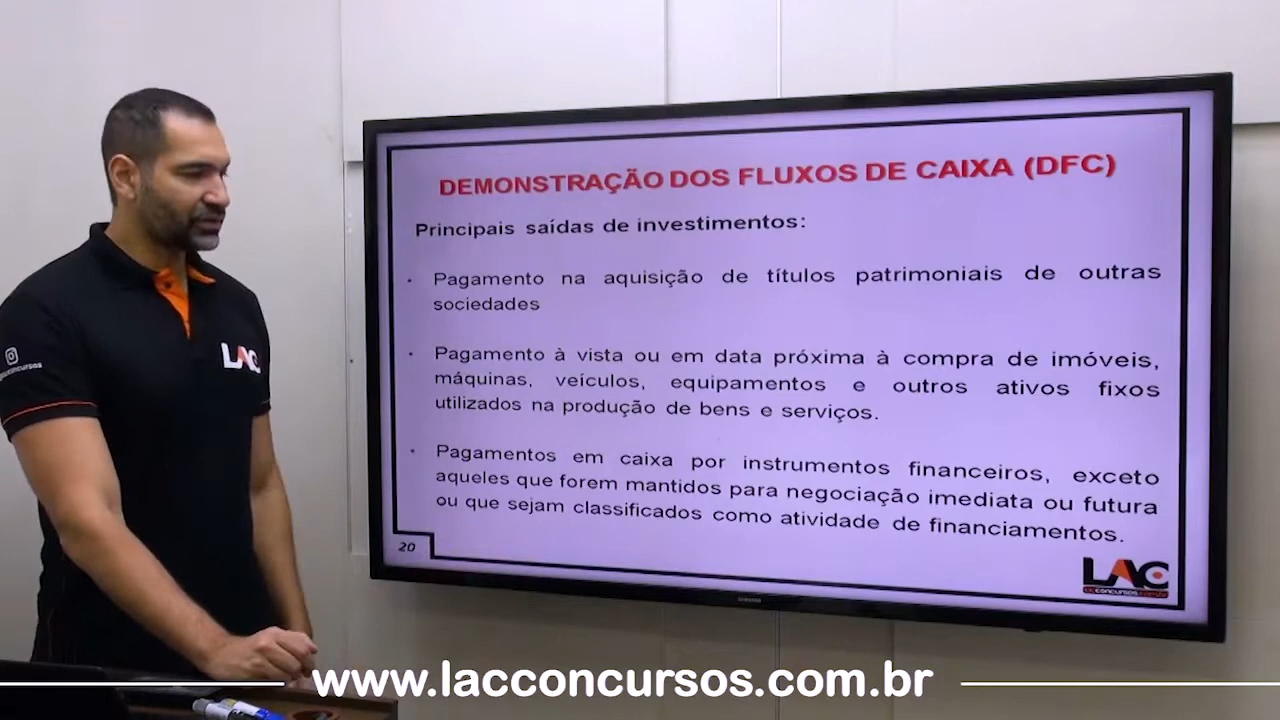 DEMONSTRAÇÃO DOS FLUXOS DE CAIXA (DFC)
Principais saídas de investimentos:
• Pagamento na aquisição de títulos patrimoniais de outras
sociedades
• Pagamento à vista ou em data próxima à compra de imóveis,
máquinas, veículos, equipamentos e outros ativos fixos
utilizados na produção de bens e serviços.
• Pagamentos em caixa por instrumentos financeiros, exceto
aqueles que forem mantidos para negociação imediata ou futura
ou que sejam classificados como atividade de financiamentos.
20
LAC
LAC
SAMSUNG
www.lacconcursos.com.br